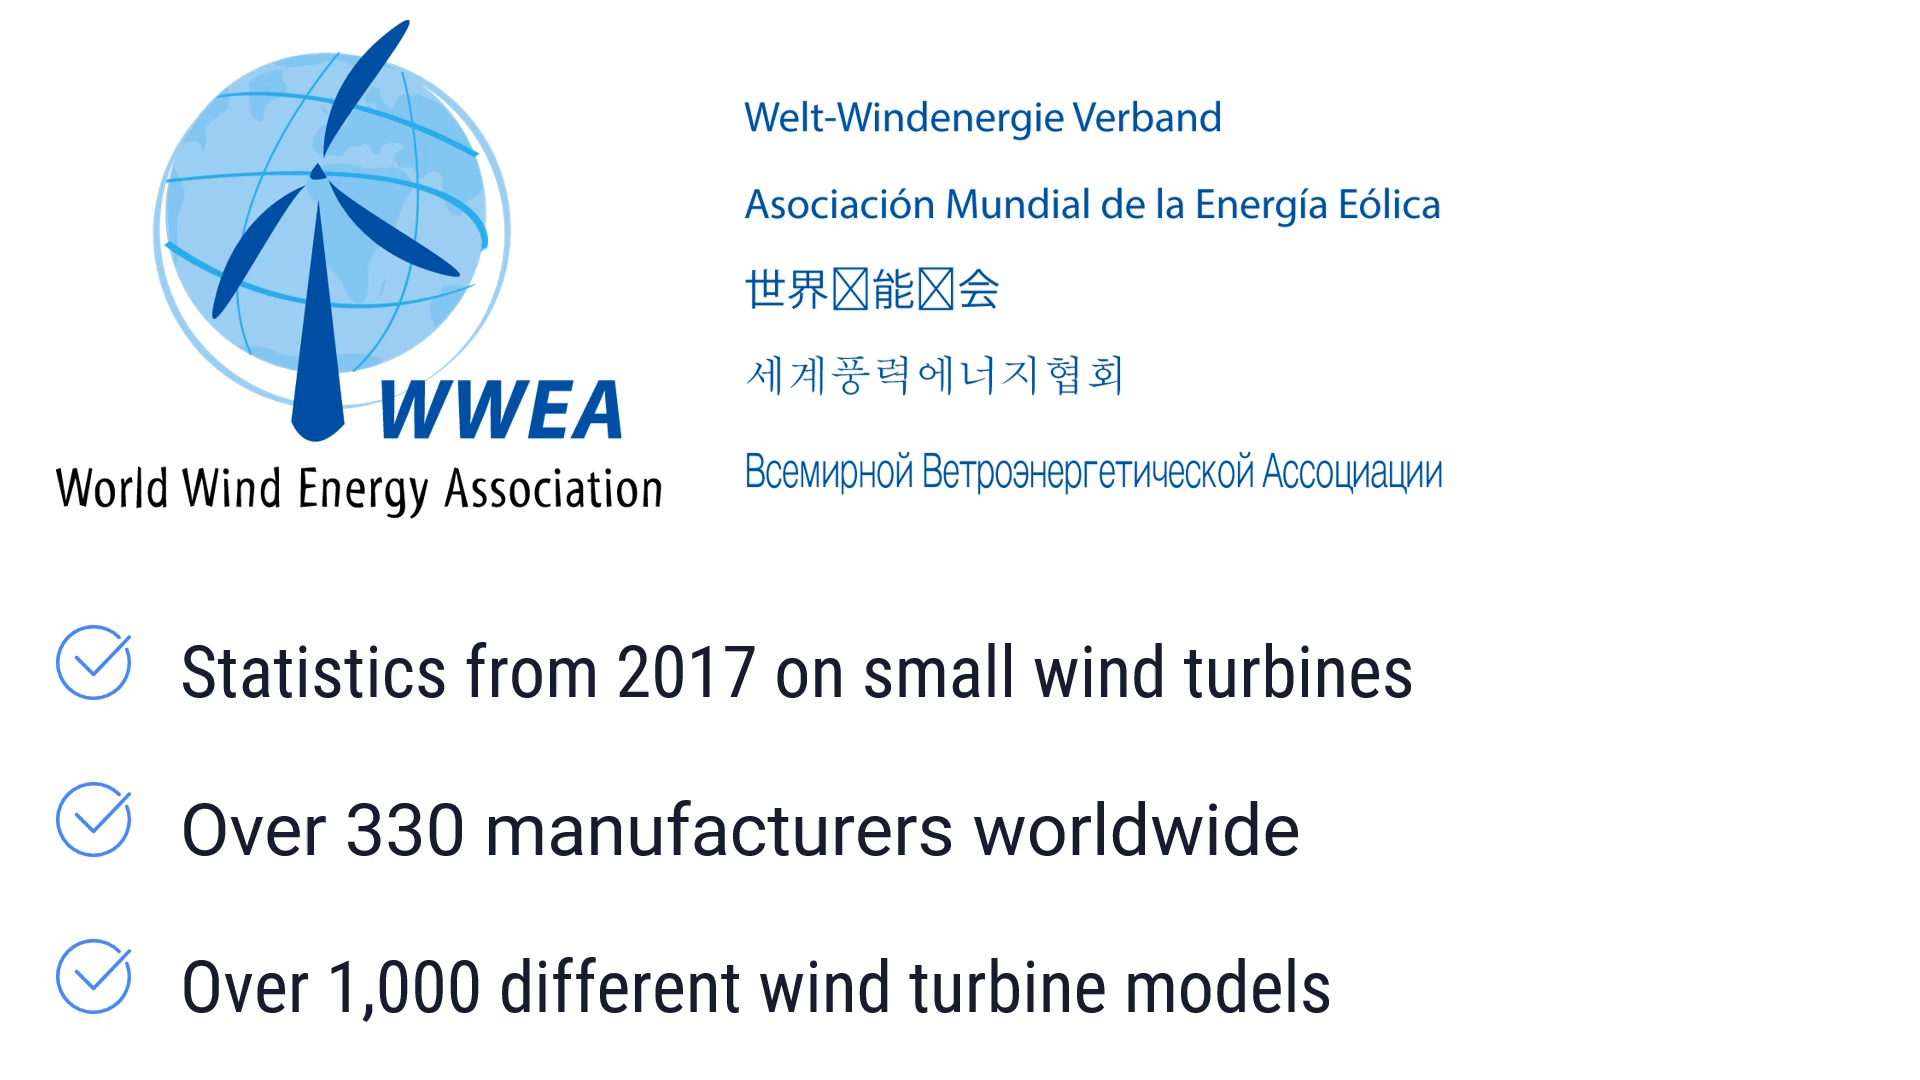 WWEA
World Wind Energy Association
Welt-Windenergie Verband
Asociación Mundial de la Energía Eólica
世界能会
세계풍력에너지협회
Всемирной Ветроэнергетической Ассоциации
Statistics from 2017 on small wind turbines
Over 330 manufacturers worldwide
Over 1,000 different wind turbine models